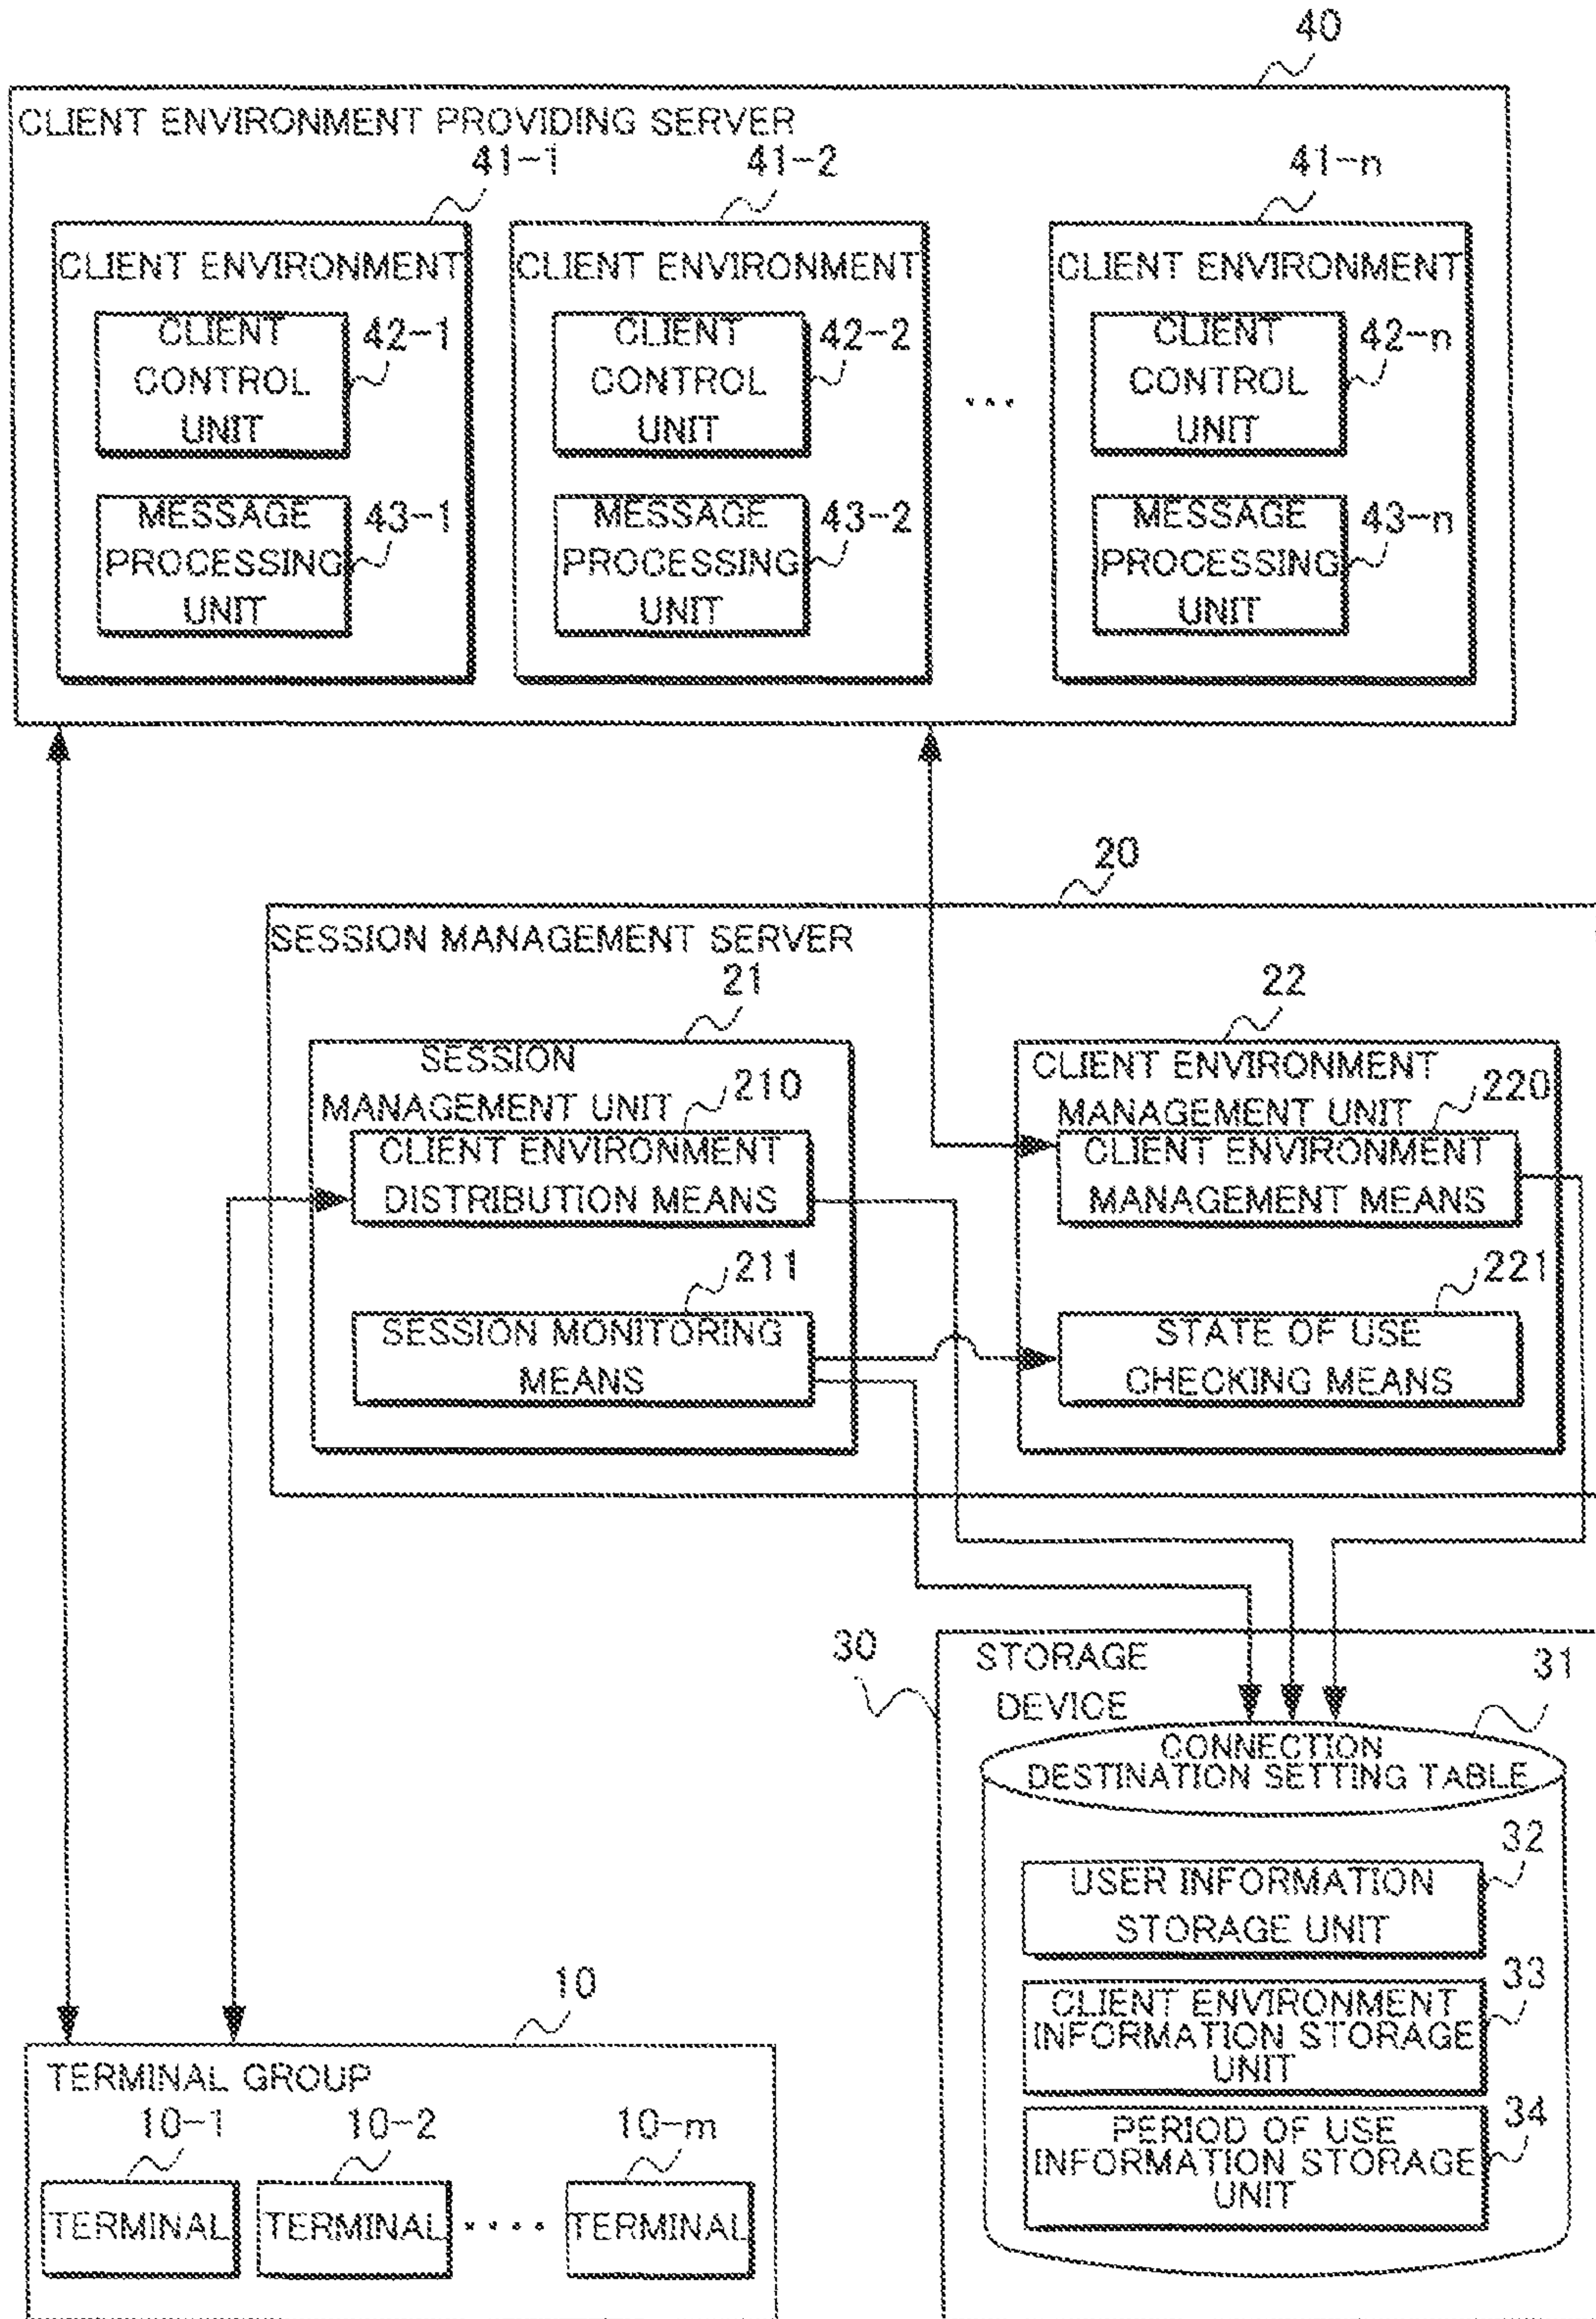 40
CLIENT ENVIRONMENT PROVIDING SERVER
41-1
41-2
41-n
CLIENT ENVIRONMENT
CLIENT ENVIRONMENT
CLIENT ENVIRONMENT
CLIENT
CONTROL
UNIT
42-1
CLIENT
CONTROL
UNIT
42-2
...
CLIENT
CONTROL
UNIT
42-n
MESSAGE
PROCESSING
UNIT
43-1
MESSAGE
PROCESSING
UNIT
43-2
MESSAGE
PROCESSING
UNIT
43-n
20
SESSION MANAGEMENT SERVER
21
SESSION
MANAGEMENT UNIT
210
CLIENT ENVIRONMENT
DISTRIBUTION MEANS
211
SESSION MONITORING
MEANS
22
CLIENT ENVIRONMENT
MANAGEMENT UNIT
220
CLIENT ENVIRONMENT
MANAGEMENT MEANS
221
STATE OF USE
CHECKING MEANS
30
STORAGE
DEVICE
31
CONNECTION
DESTINATION SETTING TABLE
32
USER INFORMATION
STORAGE UNIT
33
CLIENT ENVIRONMENT
INFORMATION STORAGE
UNIT
34
PERIOD OF USE
INFORMATION STORAGE
UNIT
10
TERMINAL GROUP
10-1
10-2
10-m
TERMINAL
TERMINAL
....
TERMINAL